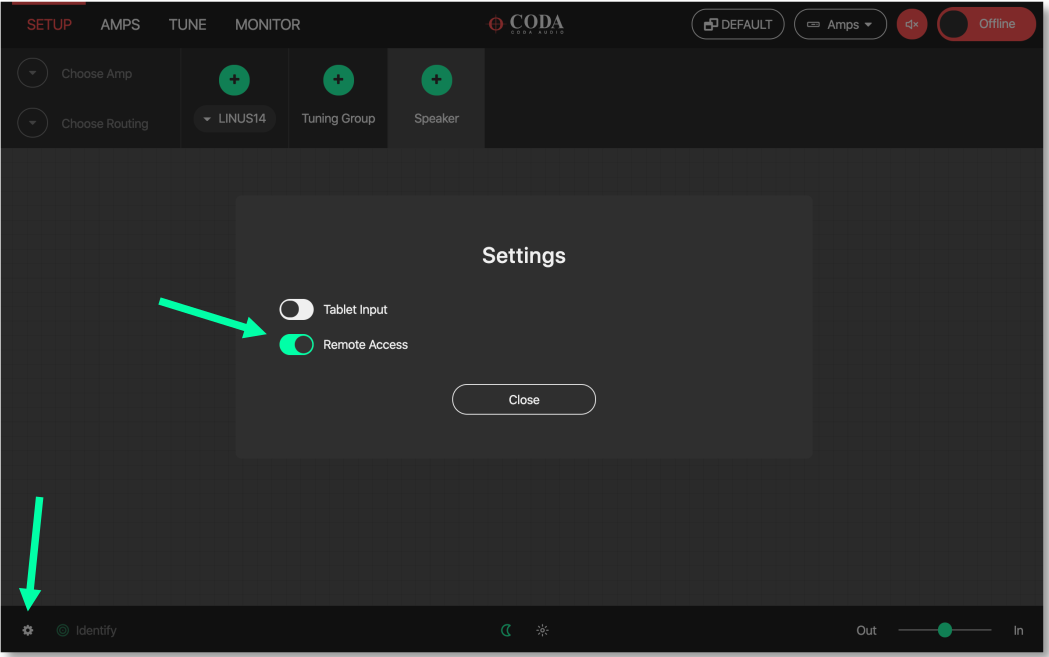 SETUP AMPS TUNE MONITOR CODA DEFAULT Amps Offline
CODA AUDIO
Choose Amp
Choose Routing LINUS14 Tuning Group Speaker
Settings
Tablet Input
Remote Access
Close
Identify Out In